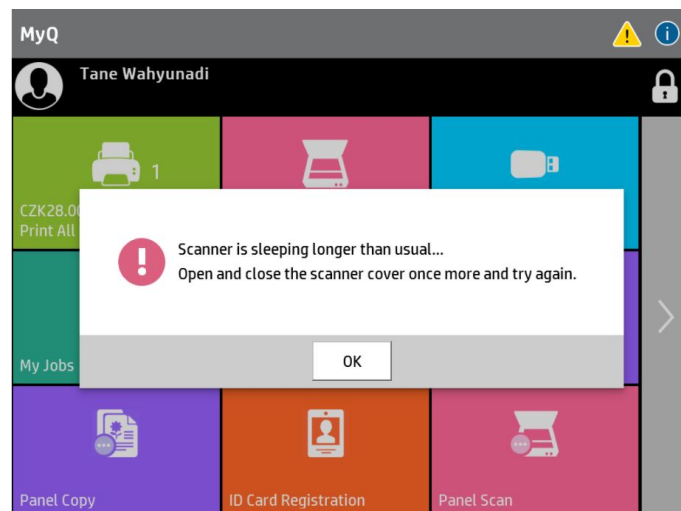 MyQ
Tane Wahyunadi
1
CZK28.00
Print All
Scanner is sleeping longer than usual...
Open and close the scanner cover once more and try again.
OK
My Jobs
Panel Copy
ID Card Registration
Panel Scan